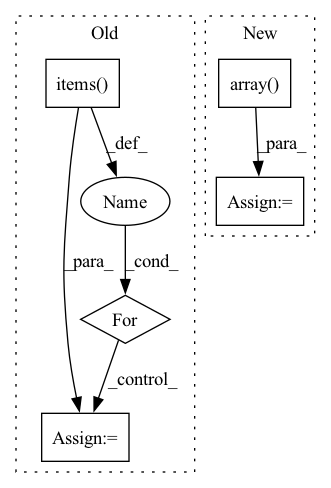 Old
New
items()
array()
_def_
_para_
Name
Assign:=
_para_
_cond_
For
_control_
Assign:=